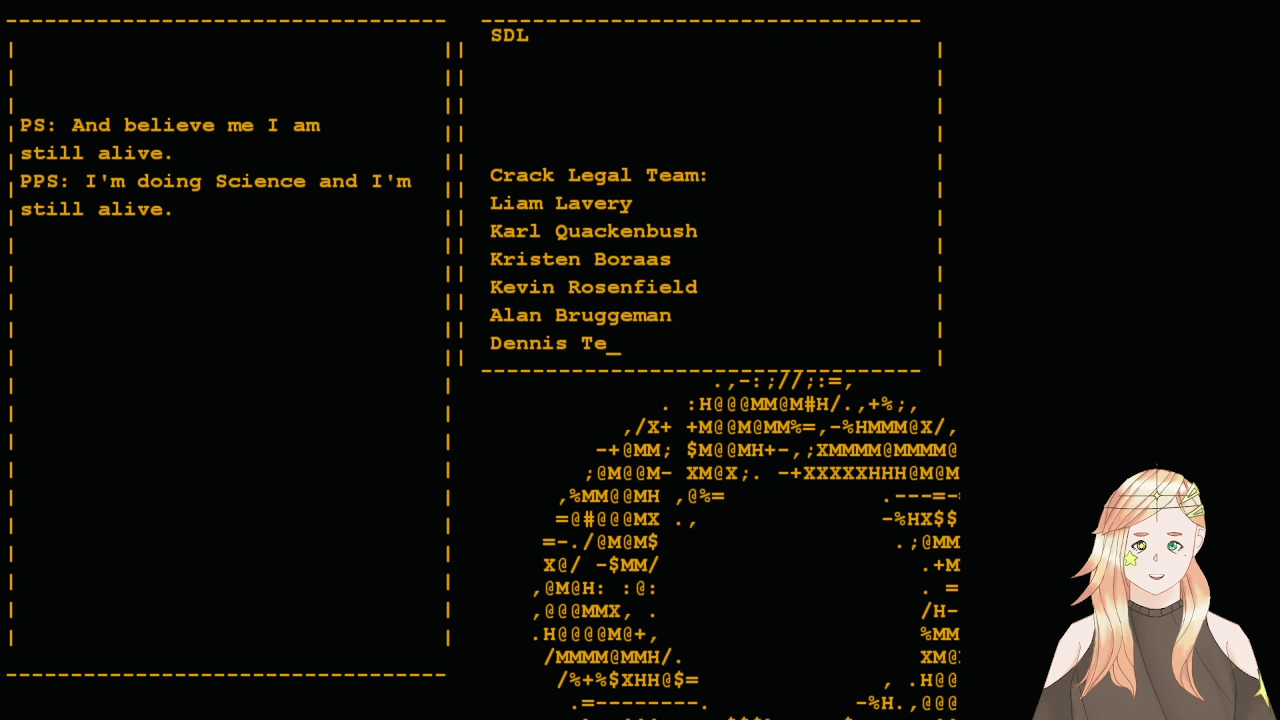 PS: And believe me I am
still alive.
PPS: I'm doing Science and I'm
still alive.
SDL
Crack Legal Team:
Liam Lavery
Karl Quackenbush
Kristen Boraas
Kevin Rosenfield
Alan Bruggeman
Dennis Te_